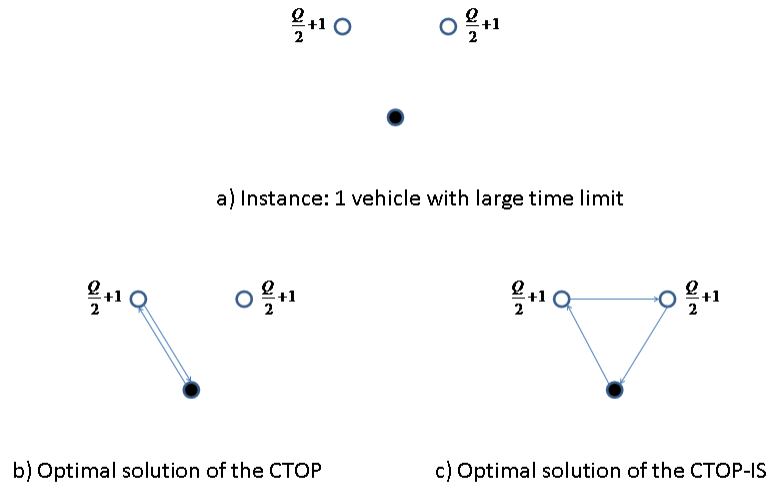 Q/2 +1
Q/2 +1
a) Instance: 1 vehicle with large time limit
Q/2 +1
Q/2 +1
Q/2 +1
Q/2 +1
b) Optimal solution of the CTOP
c) Optimal solution of the CTOP-IS